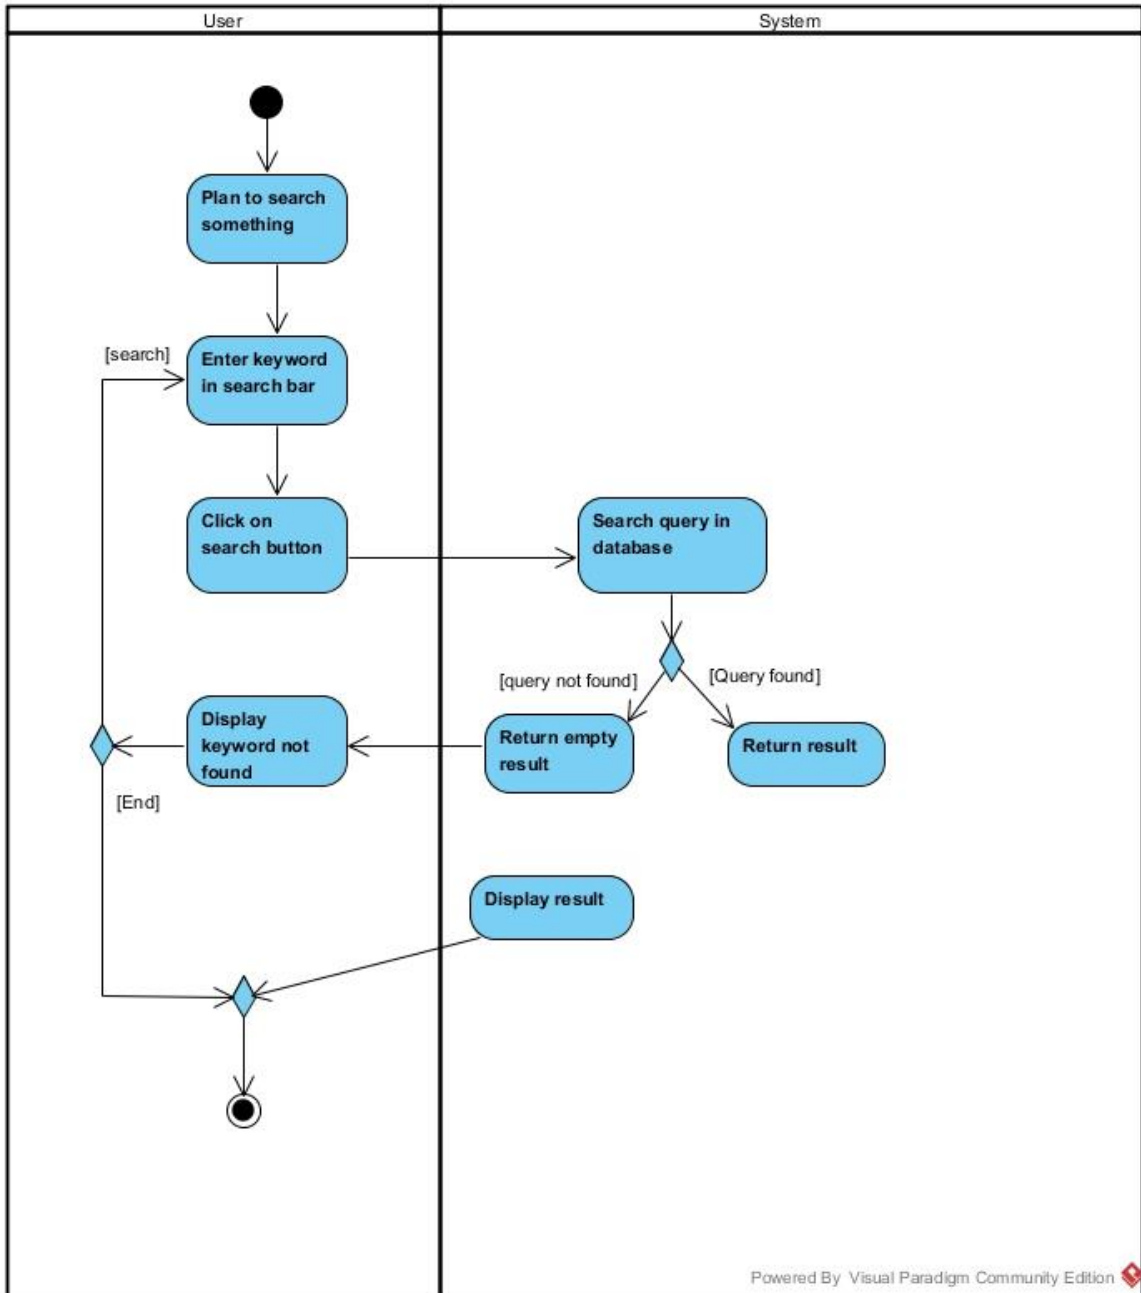 User
System
Plan to search
something
[search]
Enter keyword
in search bar
Click on
search button
Search query in
database
[query not found]
[Query found]
Display
keyword not
found
Return empty
result
Return result
[End]
Display result
Powered By Visual Paradigm Community Edition